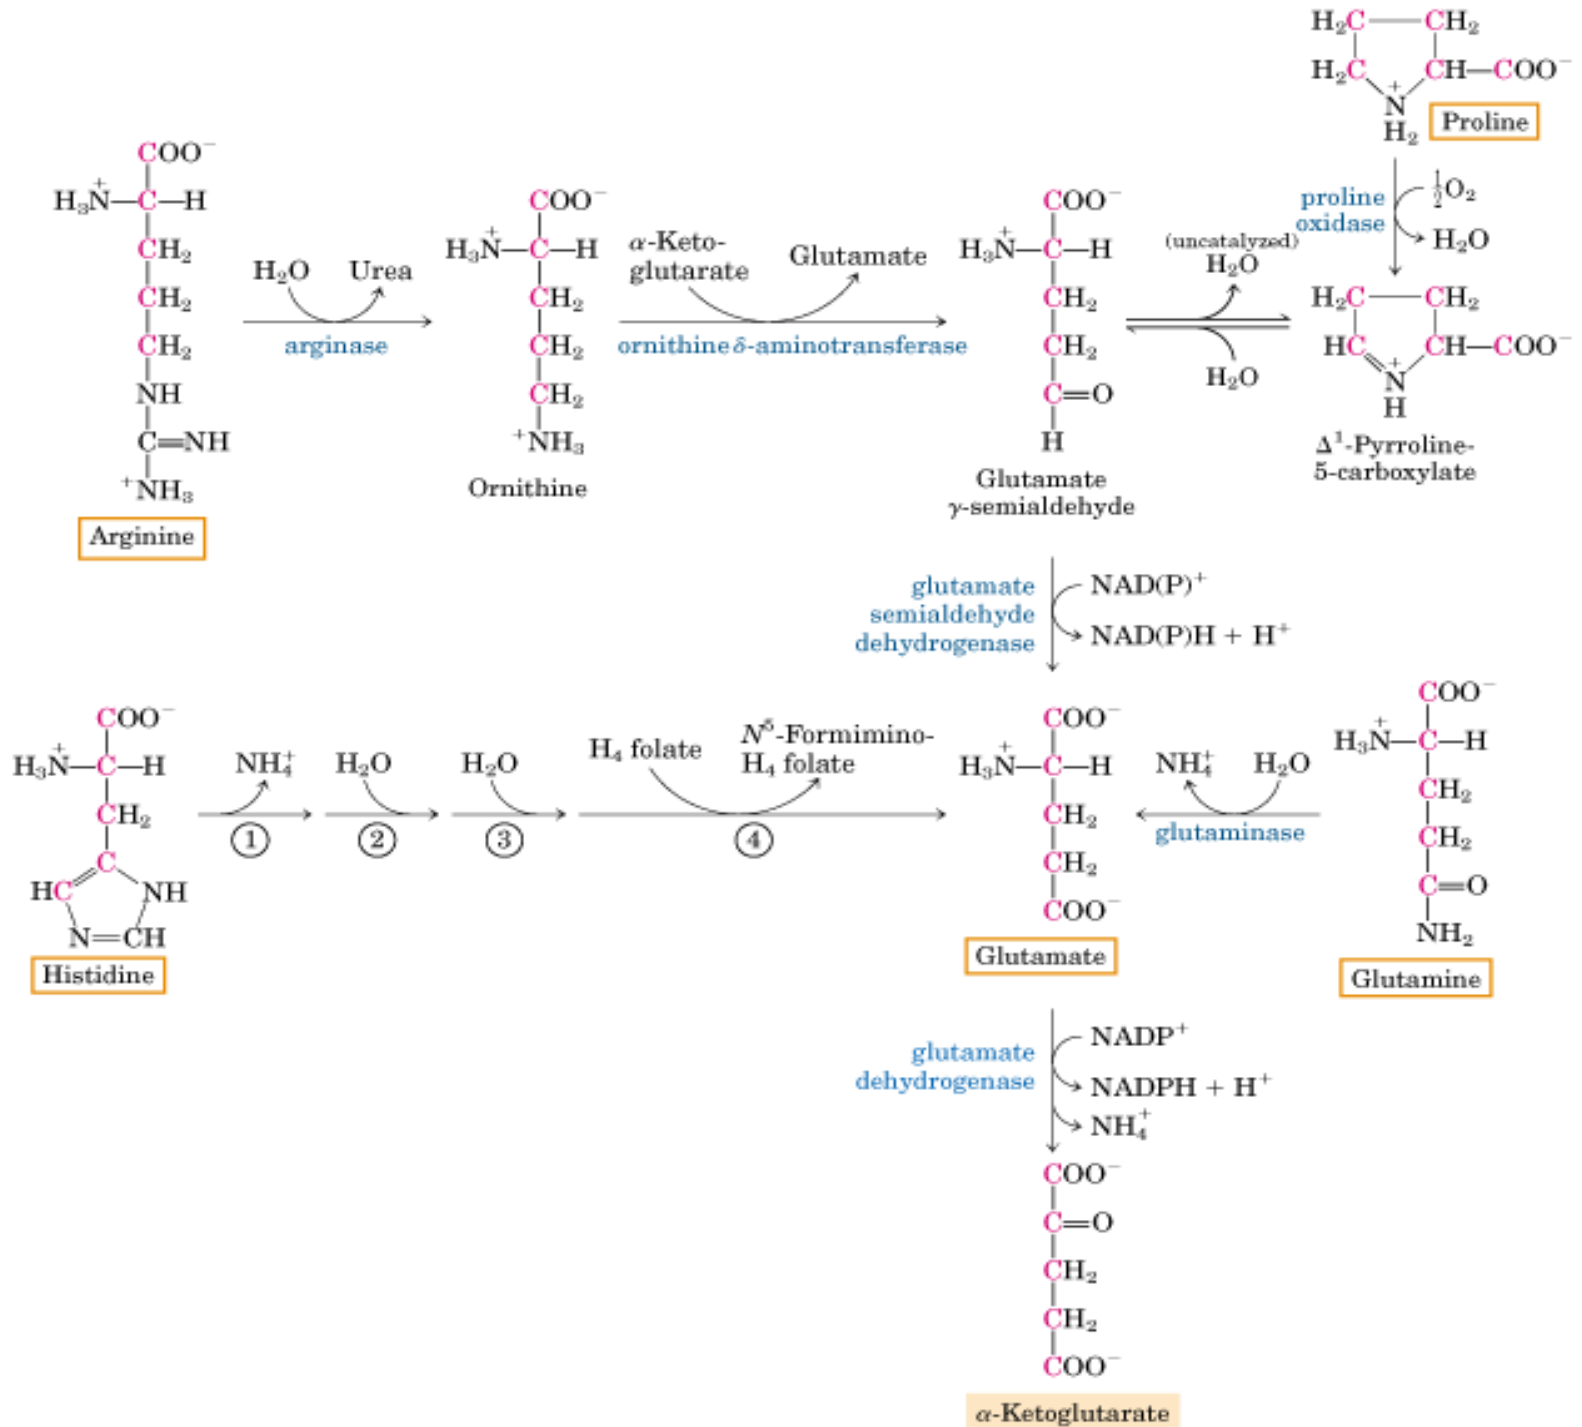 H₂C CH₂
H₂C CH—COO⁻
N⁺
H₂
Proline
proline
oxidase
½O₂
H₂O
H₂C CH₂
HC CH—COO⁻
N⁺
H
Δ¹-Pyrroline-
5-carboxylate
COO⁻
H₃N⁺—C—H
CH₂
CH₂
CH₂
NH
C=NH
⁺NH₃
Arginine
H₂O Urea
arginase
COO⁻
H₃N⁺—C—H
CH₂
CH₂
CH₂
⁺NH₃
Ornithine
α-Keto-
glutarate
Glutamate
ornithine δ-aminotransferase
COO⁻
H₃N⁺—C—H
CH₂
CH₂
C=O
H
Glutamate
γ-semialdehyde
(uncatalyzed)
H₂O
H₂O
glutamate
semialdehyde
dehydrogenase
NAD(P)⁺
NAD(P)H + H⁺
COO⁻
H₃N⁺—C—H
CH₂
C
HC NH
N=CH
Histidine
NH₄⁺
1
H₂O
2
H₂O
3
H₄ folate
N⁵-Formimino-
H₄ folate
4
COO⁻
H₃N⁺—C—H
CH₂
CH₂
COO⁻
Glutamate
NH₄⁺ H₂O
glutaminase
COO⁻
H₃N⁺—C—H
CH₂
CH₂
C=O
NH₂
Glutamine
glutamate
dehydrogenase
NADP⁺
NADPH + H⁺
NH₄⁺
COO⁻
C=O
CH₂
CH₂
COO⁻
α-Ketoglutarate